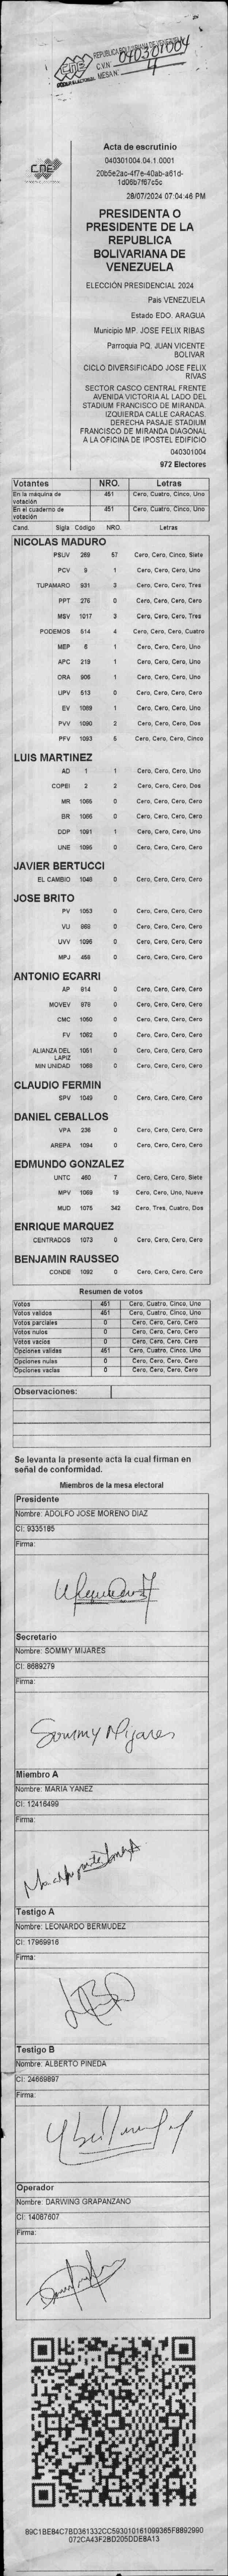 REPUBLICA BOLIVARIANA DE VENEZUELA
C.V.N 040301004
MESA N. 4
CNE
PODER ELECTORAL
Acta de escrutinio
040301004.04.1.0001
28/07/2024 07:04:46 PM
PRESIDENTA O
PRESIDENTE DE LA
REPUBLICA
BOLIVARIANA DE
VENEZUELA
ELECCIÓN PRESIDENCIAL 2024
Pais VENEZUELA
Estado EDO. ARAGUA
Municipio MP. JOSE FELIX RIBAS
Parroquia PQ. JUAN VICENTE
BOLIVAR
CICLO DIVERSIFICADO JOSE FELIX
RIVAS
SECTOR CASCO CENTRAL FRENTE
AVENIDA VICTORIA AL LADO DEL
STADIUM FRANCISCO DE MIRANDA.
IZQUIERDA CALLE CARACAS.
DERECHA PASAJE STADIUM
FRANCISCO DE MIRANDA DIAGONAL
A LA OFICINA DE IPOSTEL EDIFICIO
040301004
972 Electores
Votantes NRO. Letras
En la máquina de votación 451 Cero, Cuatro, Cinco, Uno
En el cuaderno de votación 451 Cero, Cuatro, Cinco, Uno
Cand. Sigla Codigo NRO. Letras
NICOLAS MADURO
PSUV 269 57 Cero, Cero, Cinco, Siete
PCV 9 1 Cero, Cero, Cero, Uno
TUPAMARO 931 3 Cero, Cero, Cero, Tres
PPT 276 0 Cero, Cero, Cero, Cero
MSV 1017 3 Cero, Cero, Cero, Tres
PODEMOS 514 4 Cero, Cero, Cero, Cuatro
MEP 6 1 Cero, Cero, Cero, Uno
APC 219 1 Cero, Cero, Cero, Uno
ORA 906 1 Cero, Cero, Cero, Uno
UPV 513 0 Cero, Cero, Cero, Cero
EV 1089 1 Cero, Cero, Cero, Uno
PVV 1090 2 Cero, Cero, Cero, Dos
PFV 1093 5 Cero, Cero, Cero, Cinco
LUIS MARTINEZ
AD 1 1 Cero, Cero, Cero, Uno
COPEI 2 2 Cero, Cero, Cero, Dos
MR 1065 0 Cero, Cero, Cero, Cero
BR 1066 0 Cero, Cero, Cero, Cero
DDP 1091 1 Cero, Cero, Cero, Uno
UNE 1096 0 Cero, Cero, Cero, Cero
JAVIER BERTUCCI
EL CAMBIO 1048 0 Cero, Cero, Cero, Cero
JOSE BRITO
PV 1053 0 Cero, Cero, Cero, Cero
VU 868 0 Cero, Cero, Cero, Cero
UVV 1095 0 Cero, Cero, Cero, Cero
MPJ 458 0 Cero, Cero, Cero, Cero
ANTONIO ECARRI
AP 914 0 Cero, Cero, Cero, Cero
MOVEV 979 0 Cero, Cero, Cero, Cero
CMC 1050 0 Cero, Cero, Cero, Cero
FV 1062 0 Cero, Cero, Cero, Cero
ALIANZA DEL LAPIZ 1051 0 Cero, Cero, Cero, Cero
MIN UNIDAD 1068 0 Cero, Cero, Cero, Cero
CLAUDIO FERMIN
SPV 1049 0 Cero, Cero, Cero, Cero
DANIEL CEBALLOS
VPA 236 0 Cero, Cero, Cero, Cero
AREPA 1094 0 Cero, Cero, Cero, Cero
EDMUNDO GONZALEZ
UNTC 460 7 Cero, Cero, Cero, Siete
MPV 1069 19 Cero, Cero, Uno, Nueve
MUD 1075 342 Cero, Tres, Cuatro, Dos
ENRIQUE MARQUEZ
CENTRADOS 1073 0 Cero, Cero, Cero, Cero
BENJAMIN RAUSSEO
CONDE 1092 0 Cero, Cero, Cero, Cero
Resumen de votos
Votos 451 Cero, Cuatro, Cinco, Uno
Votos validos 451 Cero, Cuatro, Cinco, Uno
Votos parciales 0 Cero, Cero, Cero, Cero
Votos nulos 0 Cero, Cero, Cero, Cero
Votos vacios 0 Cero, Cero, Cero, Cero
Opciones validas 451 Cero, Cuatro, Cinco, Uno
Opciones nulas 0 Cero, Cero, Cero, Cero
Opciones vacias 0 Cero, Cero, Cero, Cero
Observaciones:
Se levanta la presente acta la cual firman en
señal de conformidad.
Miembros de la mesa electoral
Presidente
Nombre: ADOLFO JOSE MORENO DIAZ
CI: 9335185
Firma:
Secretario
Nombre: SOMMY MIJARES
CI: 8689279
Firma:
Sommy Mijares
Miembro A
Nombre: MARIA YANEZ
CI: 12416499
Firma:
Testigo A
Nombre: LEONARDO BERMUDEZ
CI: 17969916
Firma:
Testigo B
Nombre: ALBERTO PINEDA
CI: 24669897
Firma:
Operador
Nombre: DARWING GRAPANZANO
CI: 14087607
Firma: